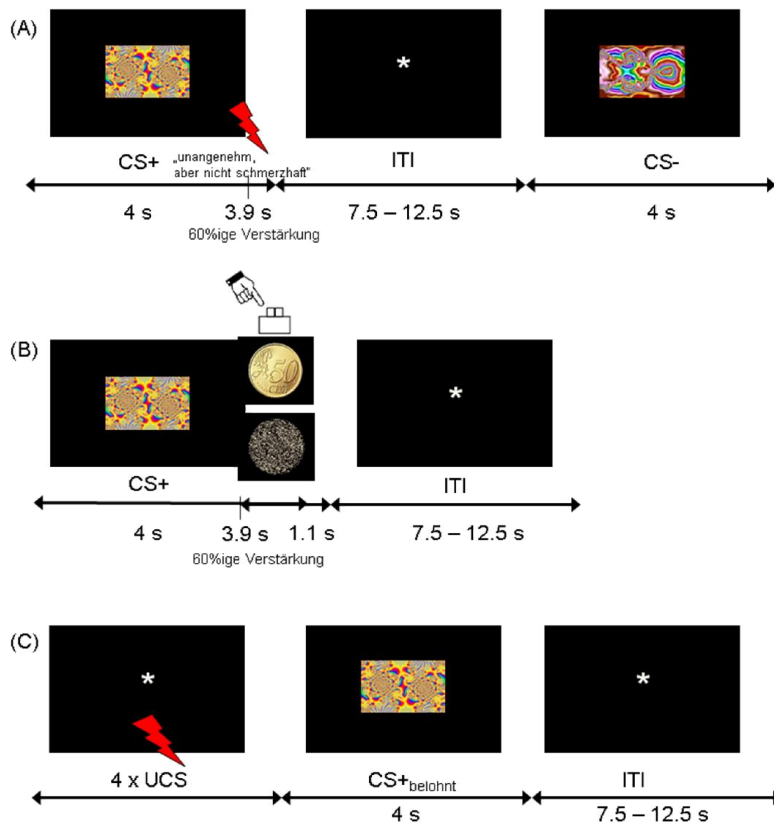 (A)
*
CS+
„unangenehm,
aber nicht schmerzhaft"
ITI
CS-
4 s
3.9 s
7.5 – 12.5 s
4 s
60%ige Verstärkung
(B)
50
CENT
*
CS+
ITI
4 s
3.9 s
1.1 s
7.5 – 12.5 s
60%ige Verstärkung
(C)
*
*
4 x UCS
CS+belohnt
ITI
4 s
7.5 – 12.5 s